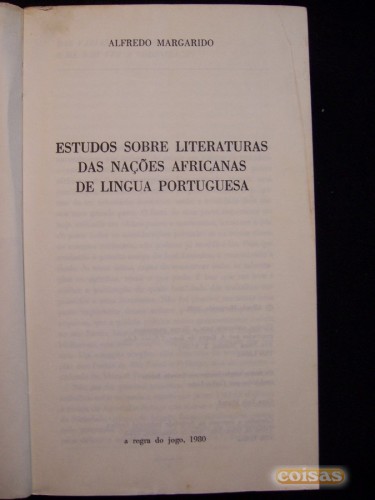 ALFREDO MARGARIDO
ESTUDOS SOBRE LITERATURAS
DAS NAÇÕES AFRICANAS
DE LINGUA PORTUGUESA
a regra do jogo, 1980
coisas